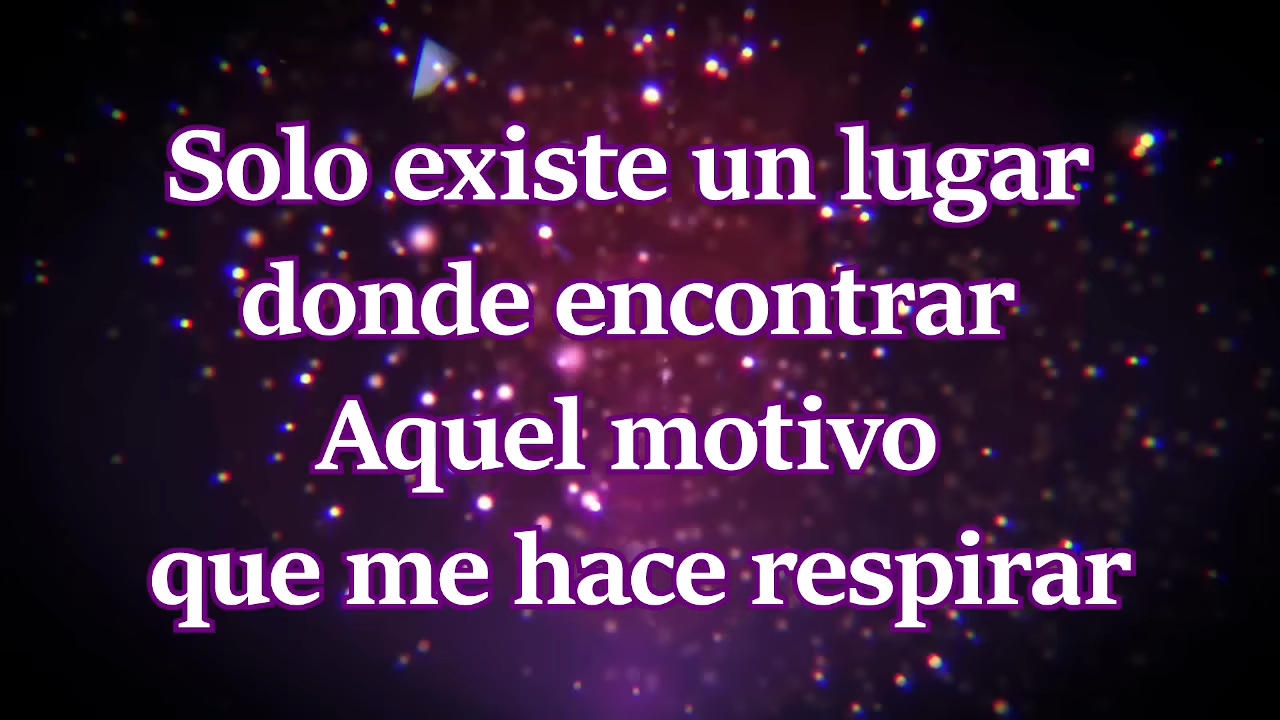 Solo existe un lugar
donde encontrar
Aquel motivo
que me hace respirar